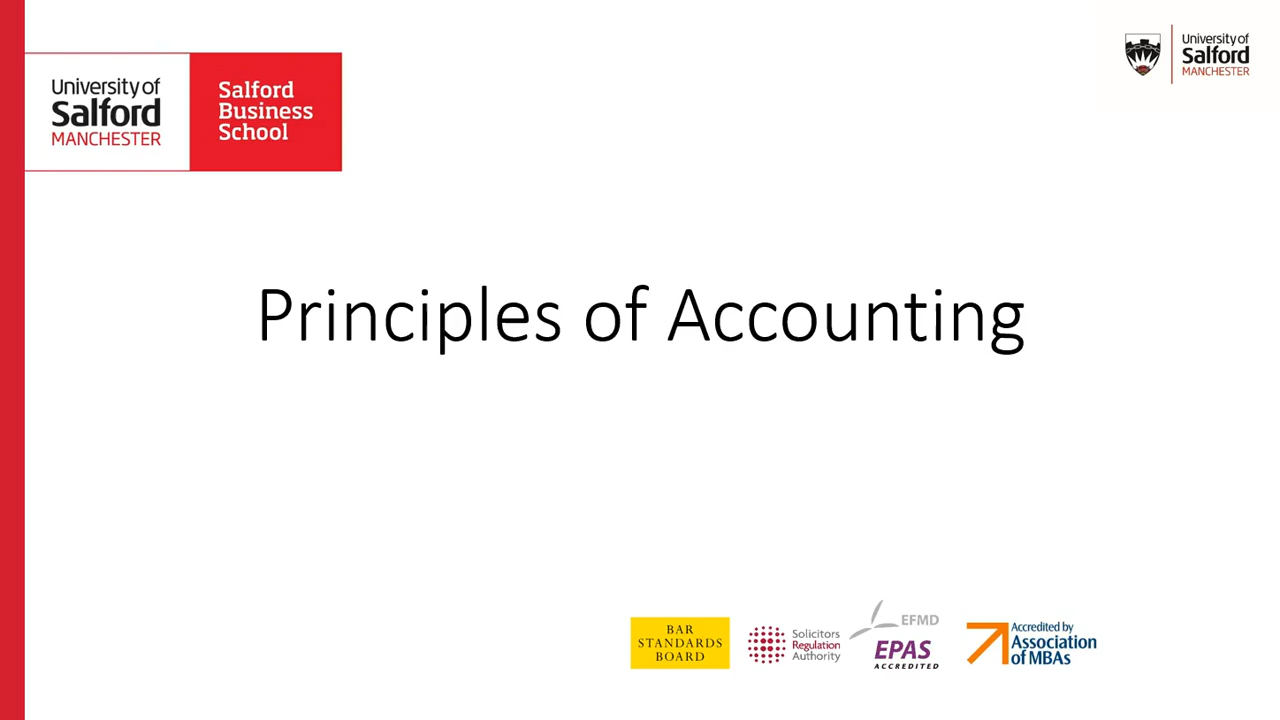 University of
Salford
MANCHESTER
Salford
Business
School
University of
Salford
MANCHESTER
Principles of Accounting
BAR
STANDARDS
BOARD
Solicitors
Regulation
Authority
EFMD
EPAS
ACCREDITED
Accredited by
Association
of MBAs